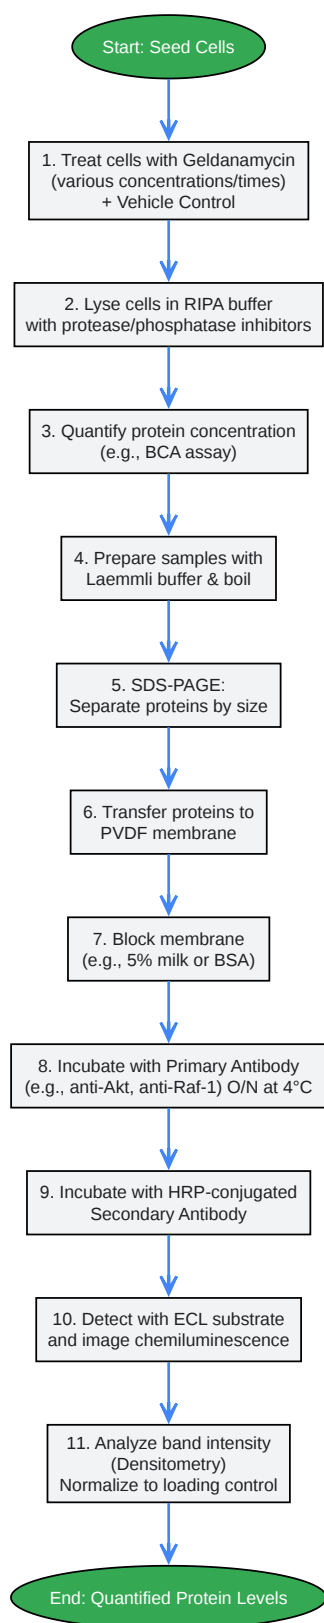 Start: Seed Cells
1. Treat cells with Geldanamycin
(various concentrations/times)
+ Vehicle Control
2. Lyse cells in RIPA buffer
with protease/phosphatase inhibitors
3. Quantify protein concentration
(e.g., BCA assay)
4. Prepare samples with
Laemmli buffer & boil
5. SDS-PAGE:
Separate proteins by size
6. Transfer proteins to
PVDF membrane
7. Block membrane
(e.g., 5% milk or BSA)
8. Incubate with Primary Antibody
(e.g., anti-Akt, anti-Raf-1) O/N at 4°C
9. Incubate with HRP-conjugated
Secondary Antibody
10. Detect with ECL substrate
and image chemiluminescence
11. Analyze band intensity
(Densitometry)
Normalize to loading control
End: Quantified Protein Levels